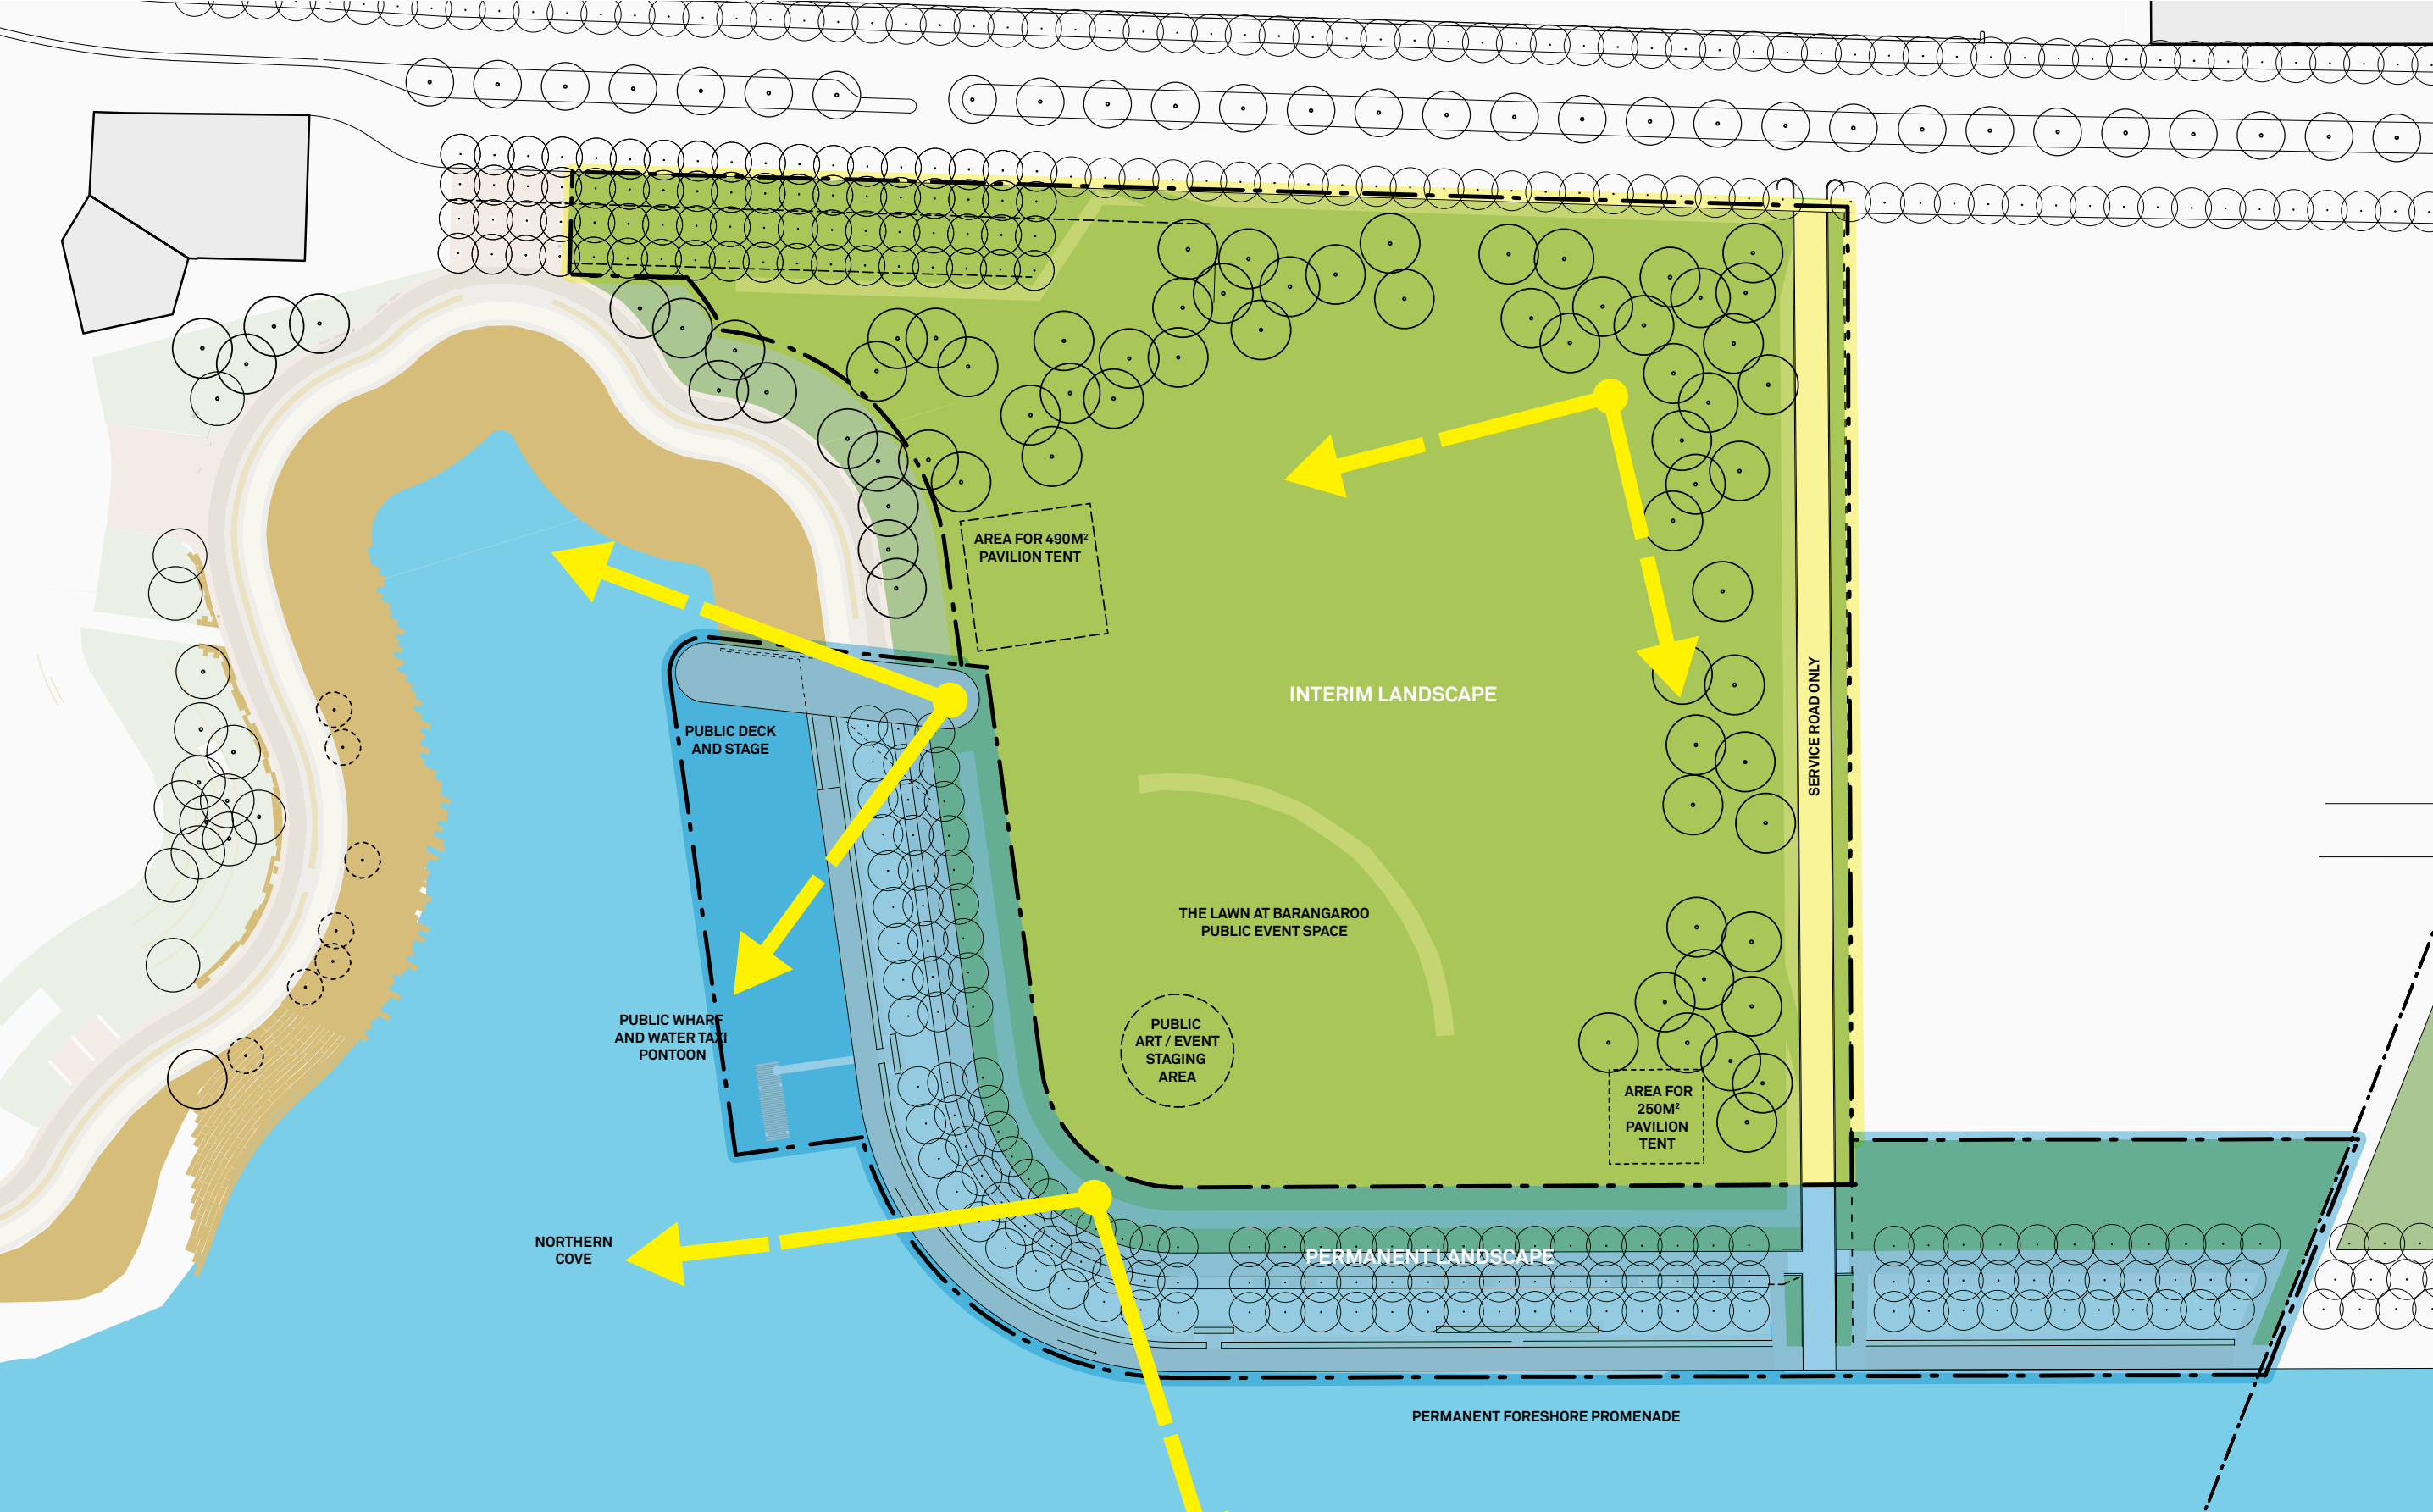 AREA FOR 490M²
PAVILION TENT
INTERIM LANDSCAPE
SERVICE ROAD ONLY
PUBLIC DECK
AND STAGE
THE LAWN AT BARANGAROO
PUBLIC EVENT SPACE
PUBLIC WHARF
AND WATER TAXI
PONTOON
PUBLIC
ART / EVENT
STAGING
AREA
AREA FOR
250M²
PAVILION
TENT
NORTHERN
COVE
PERMANENT LANDSCAPE
PERMANENT FORESHORE PROMENADE